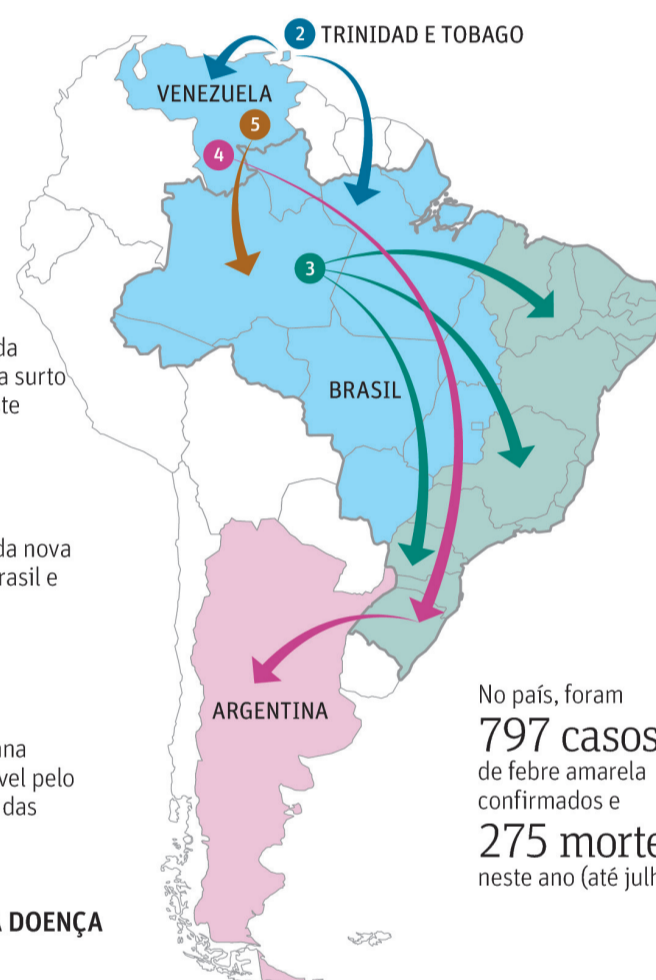 2 TRINIDAD E TOBAGO
VENEZUELA
5
4
3
BRASIL
ARGENTINA
da
a surto
te
da nova
rasil e
na
vel pelo
das
A DOENÇA
No país, foram
797 casos
de febre amarela
confirmados e
275 morte
neste ano (até julh